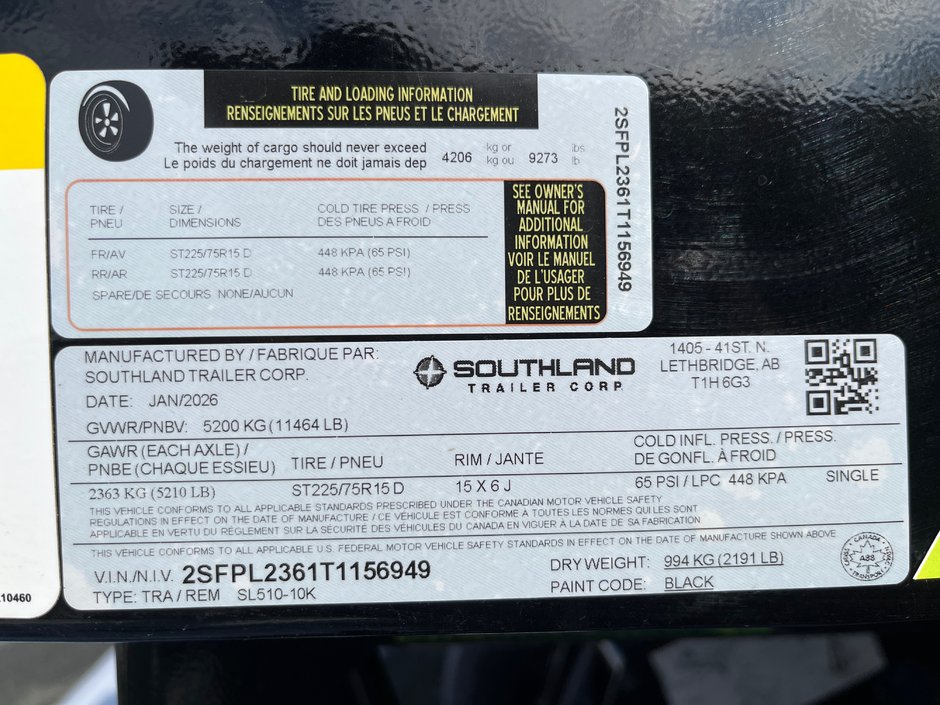 TIRE AND LOADING INFORMATION
RENSEIGNEMENTS SUR LES PNEUS ET LE CHARGEMENT
The weight of cargo should never exceed 4206 kg or 9273 lbs
Le poids du chargement ne doit jamais dep kg ou lb
TIRE / SIZE / COLD TIRE PRESS. / PRESS
PNEU DIMENSIONS DES PNEUS A FROID
FR/AV ST225/75R15 D 448 KPA (65 PSI)
RR/AR ST225/75R15 D 448 KPA (65 PSI)
SPARE/DE SECOURS NONE/AUCUN
SEE OWNER'S
MANUAL FOR
ADDITIONAL
INFORMATION
VOIR LE MANUEL
DE L'USAGER
POUR PLUS DE
RENSEIGNEMENTS
2SFPL2361T1156949
MANUFACTURED BY / FABRIQUE PAR:
SOUTHLAND TRAILER CORP.
DATE: JAN/2026
SOUTHLAND
TRAILER CORP
1405 - 41ST. N.
LETHBRIDGE, AB
T1H 6G3
GVWR/PNBV: 5200 KG (11464 LB)
GAWR (EACH AXLE) / TIRE / PNEU RIM / JANTE COLD INFL. PRESS. / PRESS.
PNBE (CHAQUE ESSIEU) DE GONFL. À FROID
2363 KG (5210 LB) ST225/75R15 D 15 X 6 J 65 PSI / LPC 448 KPA SINGLE
THIS VEHICLE CONFORMS TO ALL APPLICABLE STANDARDS PRESCRIBED UNDER THE CANADIAN MOTOR VEHICLE SAFETY
REGULATIONS IN EFFECT ON THE DATE OF MANUFACTURE / CE VÉHICULE EST CONFORME À TOUTES LES NORMES QUI LES SONT
APPLICABLE EN VERTU DU RÈGLEMENT SUR LA SÉCURITÉ DES VÉHICULES DU CANADA EN VIGUER À LA DATE DE SA FABRICATION
THIS VEHICLE CONFORMS TO ALL APPLICABLE U.S. FEDERAL MOTOR VEHICLE SAFETY STANDARDS IN EFFECT ON THE DATE OF MANUFACTURE SHOWN ABOVE
V.I.N./N.I.V. 2SFPL2361T1156949 DRY WEIGHT: 994 KG (2191 LB)
TYPE: TRA / REM SL510-10K PAINT CODE: BLACK
CANADA
TRANSPORT
10460